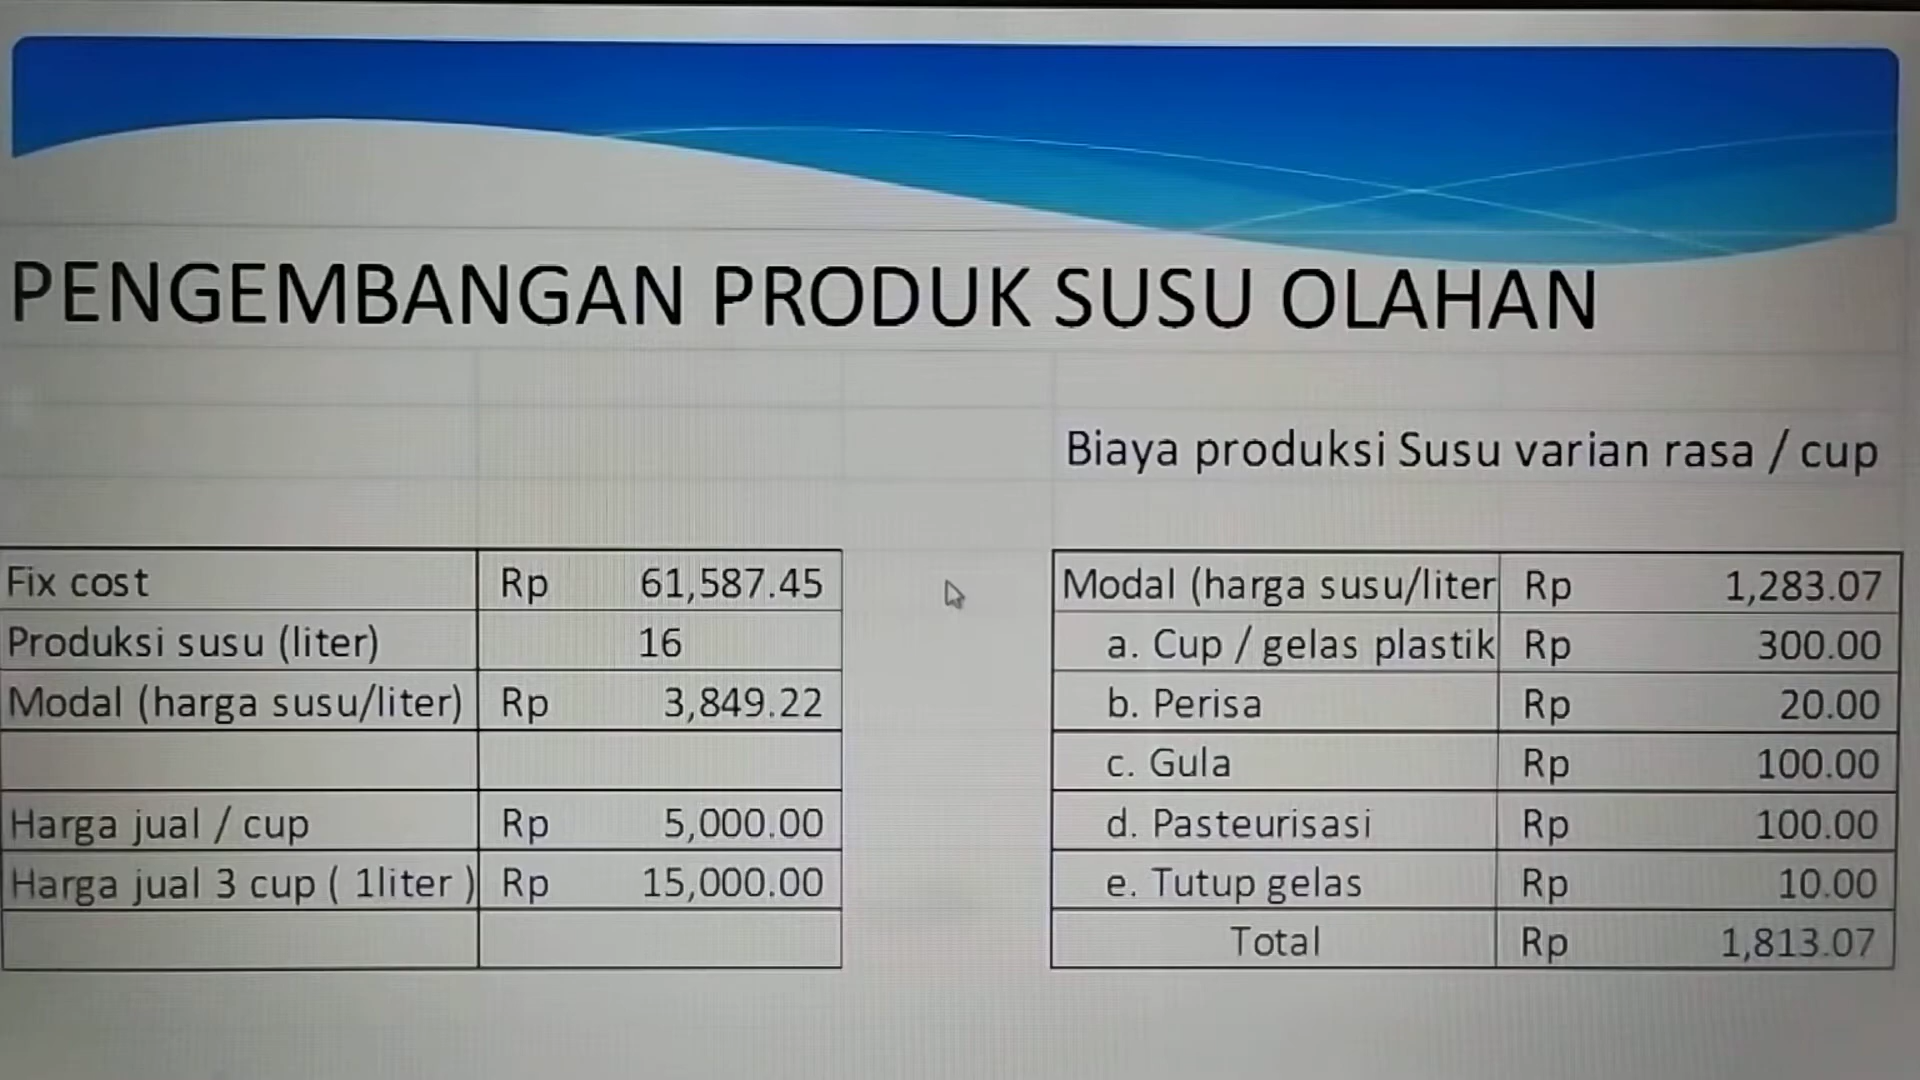 PENGEMBANGAN PRODUK SUSU OLAHAN
Biaya produksi Susu varian rasa / cup
Fix cost Rp 61,587.45
Produksi susu (liter) 16
Modal (harga susu/liter) Rp 3,849.22
Harga jual / cup Rp 5,000.00
Harga jual 3 cup ( 1liter ) Rp 15,000.00
Modal (harga susu/liter Rp 1,283.07
a. Cup / gelas plastik Rp 300.00
b. Perisa Rp 20.00
c. Gula Rp 100.00
d. Pasteurisasi Rp 100.00
e. Tutup gelas Rp 10.00
Total Rp 1,813.07